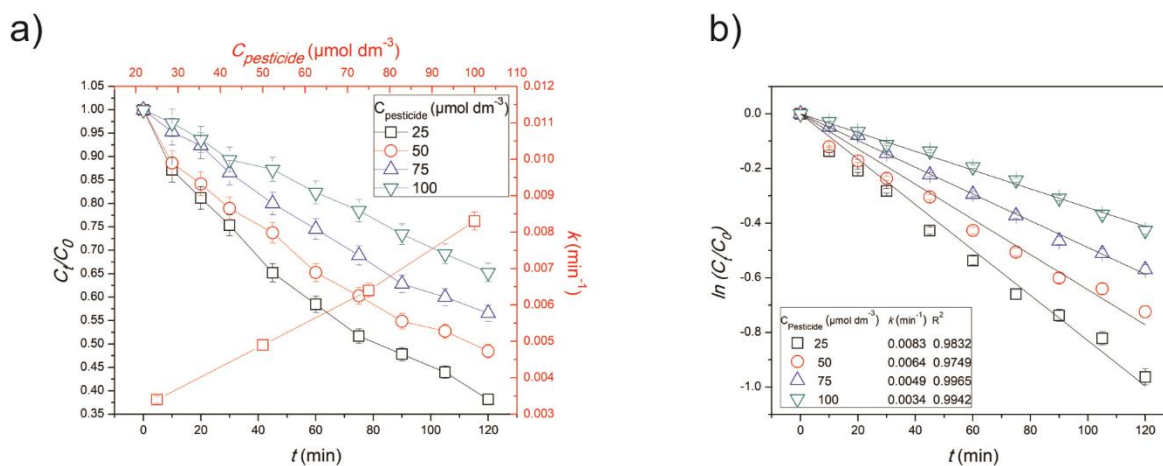 a)
C_pesticide (µmol dm⁻³)
20 30 40 50 60 70 80 90 100 110
1.05
1.00
0.95
0.90
0.85
0.80
0.75
0.70
0.65
0.60
0.55
0.50
0.45
0.40
0.35
C_t/C_0
C_pesticide (µmol dm⁻³)
25
50
75
100
0.012
0.011
0.010
0.009
0.008
0.007
0.006
0.005
0.004
0.003
k (min⁻¹)
0 20 40 60 80 100 120
t (min)
b)
0.0
-0.2
-0.4
-0.6
-0.8
-1.0
ln (C_t/C_0)
C_Pesticide (µmol dm⁻³) k (min⁻¹) R²
25 0.0083 0.9832
50 0.0064 0.9749
75 0.0049 0.9965
100 0.0034 0.9942
0 20 40 60 80 100 120
t (min)